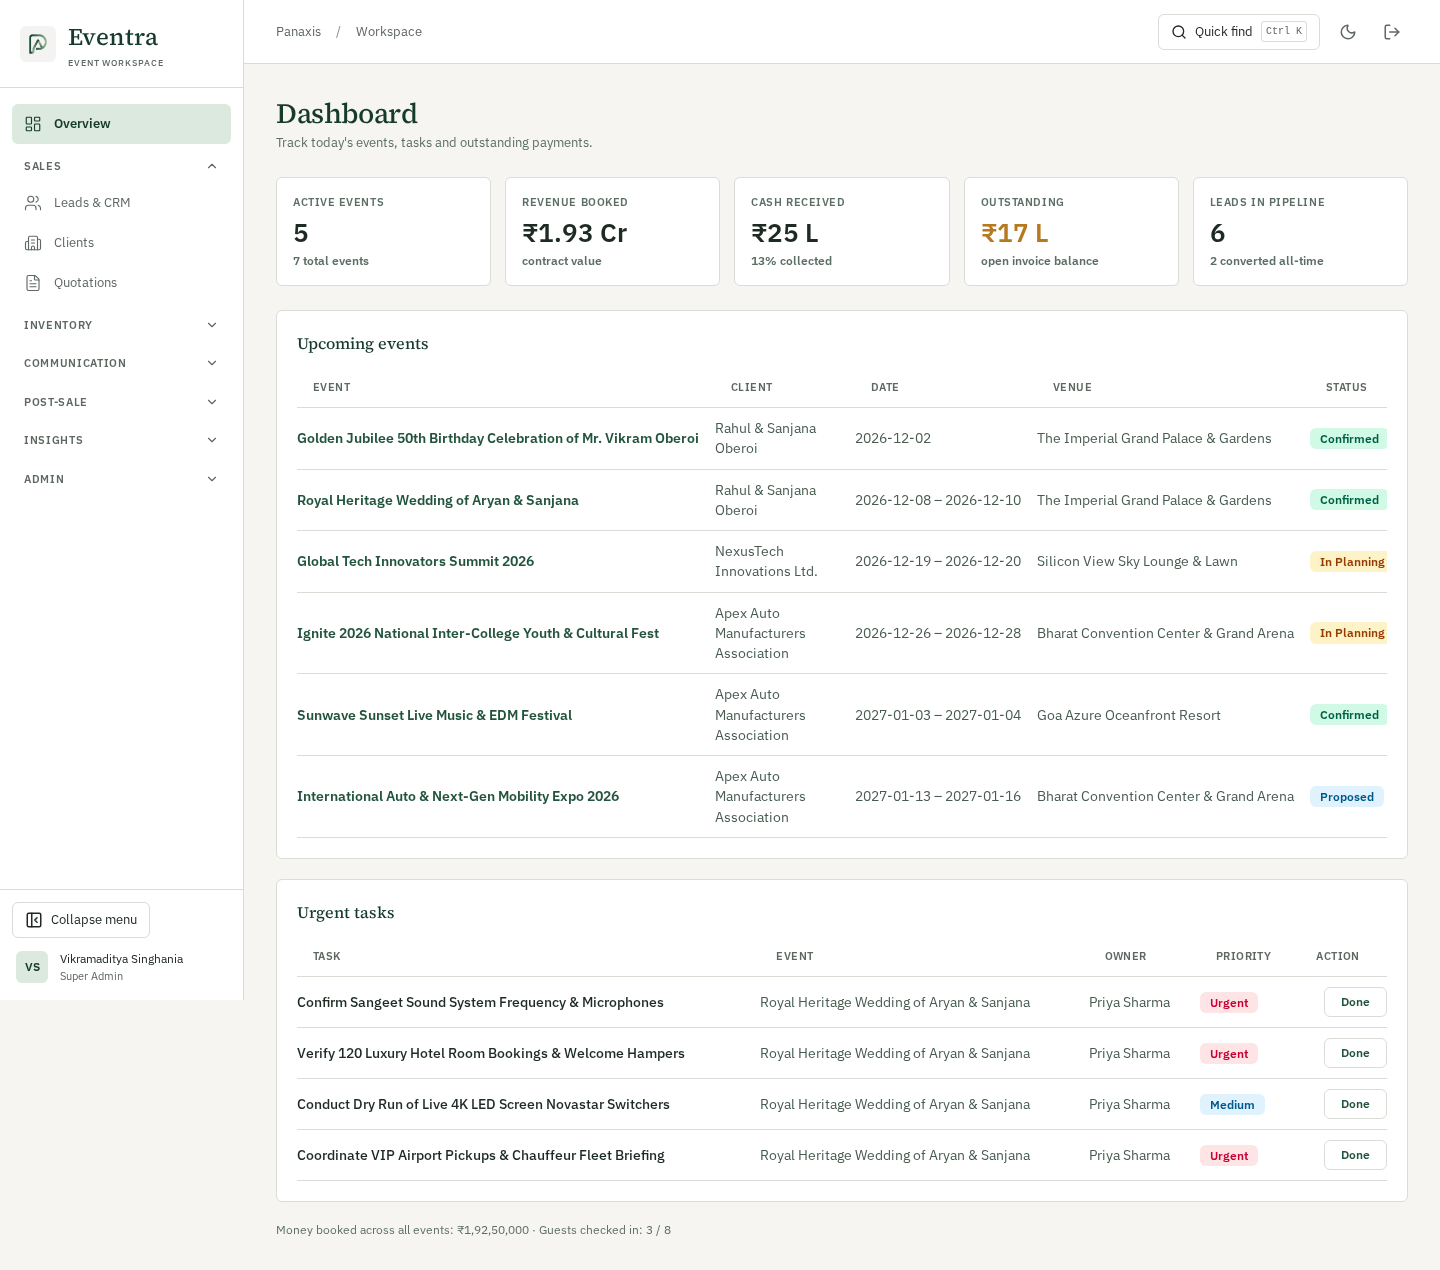 Eventra
EVENT WORKSPACE
Panaxis / Workspace
Quick find Ctrl K
Overview
SALES
Leads & CRM
Clients
Quotations
INVENTORY
COMMUNICATION
POST-SALE
INSIGHTS
ADMIN
Collapse menu
VS
Vikramaditya Singhania
Super Admin
Dashboard
Track today's events, tasks and outstanding payments.
ACTIVE EVENTS
5
7 total events
REVENUE BOOKED
₹1.93 Cr
contract value
CASH RECEIVED
₹25 L
13% collected
OUTSTANDING
₹17 L
open invoice balance
LEADS IN PIPELINE
6
2 converted all-time
Upcoming events
EVENT CLIENT DATE VENUE STATUS
Golden Jubilee 50th Birthday Celebration of Mr. Vikram Oberoi Rahul & Sanjana Oberoi 2026-12-02 The Imperial Grand Palace & Gardens Confirmed
Royal Heritage Wedding of Aryan & Sanjana Rahul & Sanjana Oberoi 2026-12-08 – 2026-12-10 The Imperial Grand Palace & Gardens Confirmed
Global Tech Innovators Summit 2026 NexusTech Innovations Ltd. 2026-12-19 – 2026-12-20 Silicon View Sky Lounge & Lawn In Planning
Ignite 2026 National Inter-College Youth & Cultural Fest Apex Auto Manufacturers Association 2026-12-26 – 2026-12-28 Bharat Convention Center & Grand Arena In Planning
Sunwave Sunset Live Music & EDM Festival Apex Auto Manufacturers Association 2027-01-03 – 2027-01-04 Goa Azure Oceanfront Resort Confirmed
International Auto & Next-Gen Mobility Expo 2026 Apex Auto Manufacturers Association 2027-01-13 – 2027-01-16 Bharat Convention Center & Grand Arena Proposed
Urgent tasks
TASK EVENT OWNER PRIORITY ACTION
Confirm Sangeet Sound System Frequency & Microphones Royal Heritage Wedding of Aryan & Sanjana Priya Sharma Urgent Done
Verify 120 Luxury Hotel Room Bookings & Welcome Hampers Royal Heritage Wedding of Aryan & Sanjana Priya Sharma Urgent Done
Conduct Dry Run of Live 4K LED Screen Novastar Switchers Royal Heritage Wedding of Aryan & Sanjana Priya Sharma Medium Done
Coordinate VIP Airport Pickups & Chauffeur Fleet Briefing Royal Heritage Wedding of Aryan & Sanjana Priya Sharma Urgent Done
Money booked across all events: ₹1,92,50,000 · Guests checked in: 3 / 8